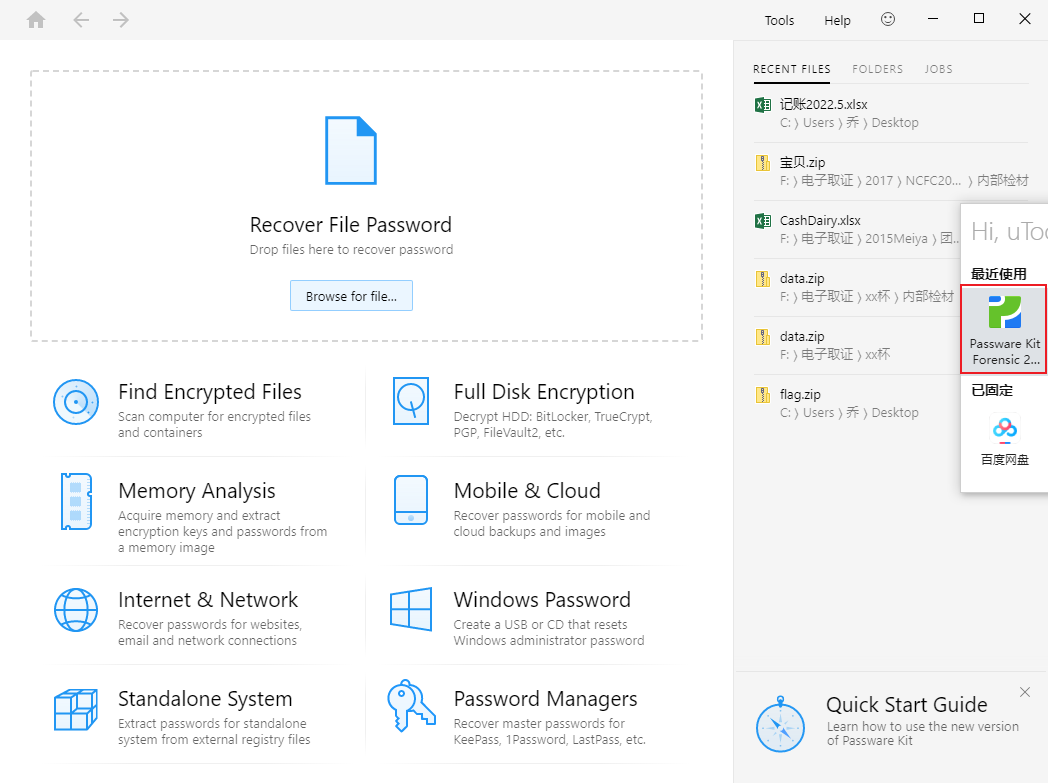 Tools Help
Recover File Password
Drop files here to recover password
Browse for file...
Find Encrypted Files
Scan computer for encrypted files
and containers
Full Disk Encryption
Decrypt HDD: BitLocker, TrueCrypt,
PGP, FileVault2, etc.
Memory Analysis
Acquire memory and extract
encryption keys and passwords from
a memory image
Mobile & Cloud
Recover passwords for mobile and
cloud backups and images
Internet & Network
Recover passwords for websites,
email and network connections
Windows Password
Create a USB or CD that resets
Windows administrator password
Standalone System
Extract passwords for standalone
system from external registry files
Password Managers
Recover master passwords for
KeePass, 1Password, LastPass, etc.
RECENT FILES FOLDERS JOBS
记账2022.5.xlsx
C: ⟩ Users ⟩ 乔 ⟩ Desktop
宝贝.zip
F: ⟩ 电子取证 ⟩ 2017 ⟩ NCFC20... ⟩ 内部检材
CashDairy.xlsx
F: ⟩ 电子取证 ⟩ 2015Meiya ⟩ 团...
data.zip
F: ⟩ 电子取证 ⟩ xx杯 ⟩ 内部检材
data.zip
F: ⟩ 电子取证 ⟩ xx杯
flag.zip
C: ⟩ Users ⟩ 乔 ⟩ Desktop
Hi, uToo
最近使用
Passware Kit
Forensic 2...
已固定
百度网盘
Quick Start Guide
Learn how to use the new version
of Passware Kit